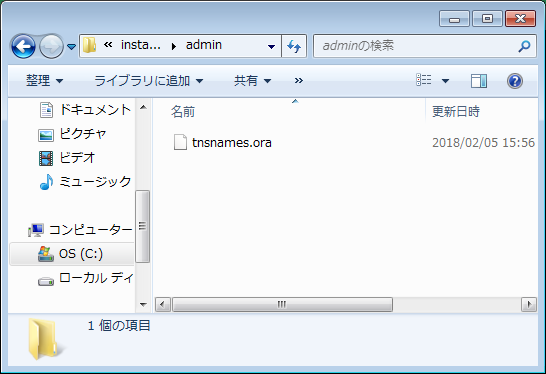 « insta... ▸ admin
adminの検索
整理 ライブラリに追加 共有 »
ドキュメント
ピクチャ
ビデオ
ミュージック
コンピューター
OS (C:)
ローカル ディ
名前 更新日時
tnsnames.ora 2018/02/05 15:56
1 個の項目